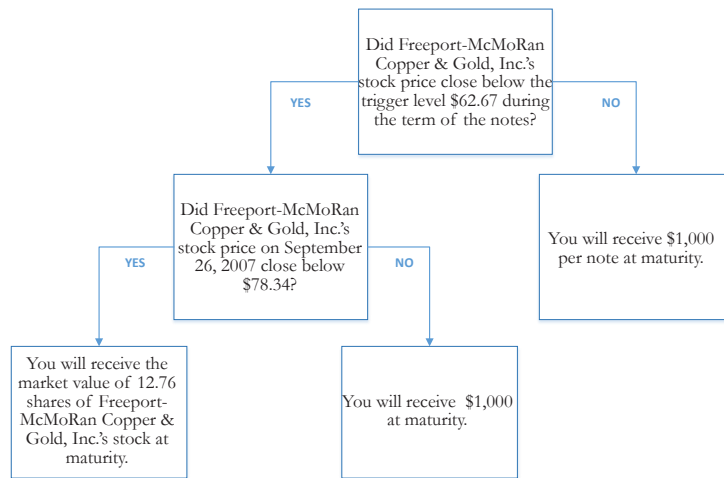 Did Freeport-McMoRan
Copper & Gold, Inc.'s
stock price close below the
trigger level $62.67 during
the term of the notes?
YES
NO
Did Freeport-McMoRan
Copper & Gold, Inc.'s
stock price on September
26, 2007 close below
$78.34?
You will receive $1,000
per note at maturity.
YES
NO
You will receive the
market value of 12.76
shares of Freeport-
McMoRan Copper &
Gold, Inc.'s stock at
maturity.
You will receive $1,000
at maturity.